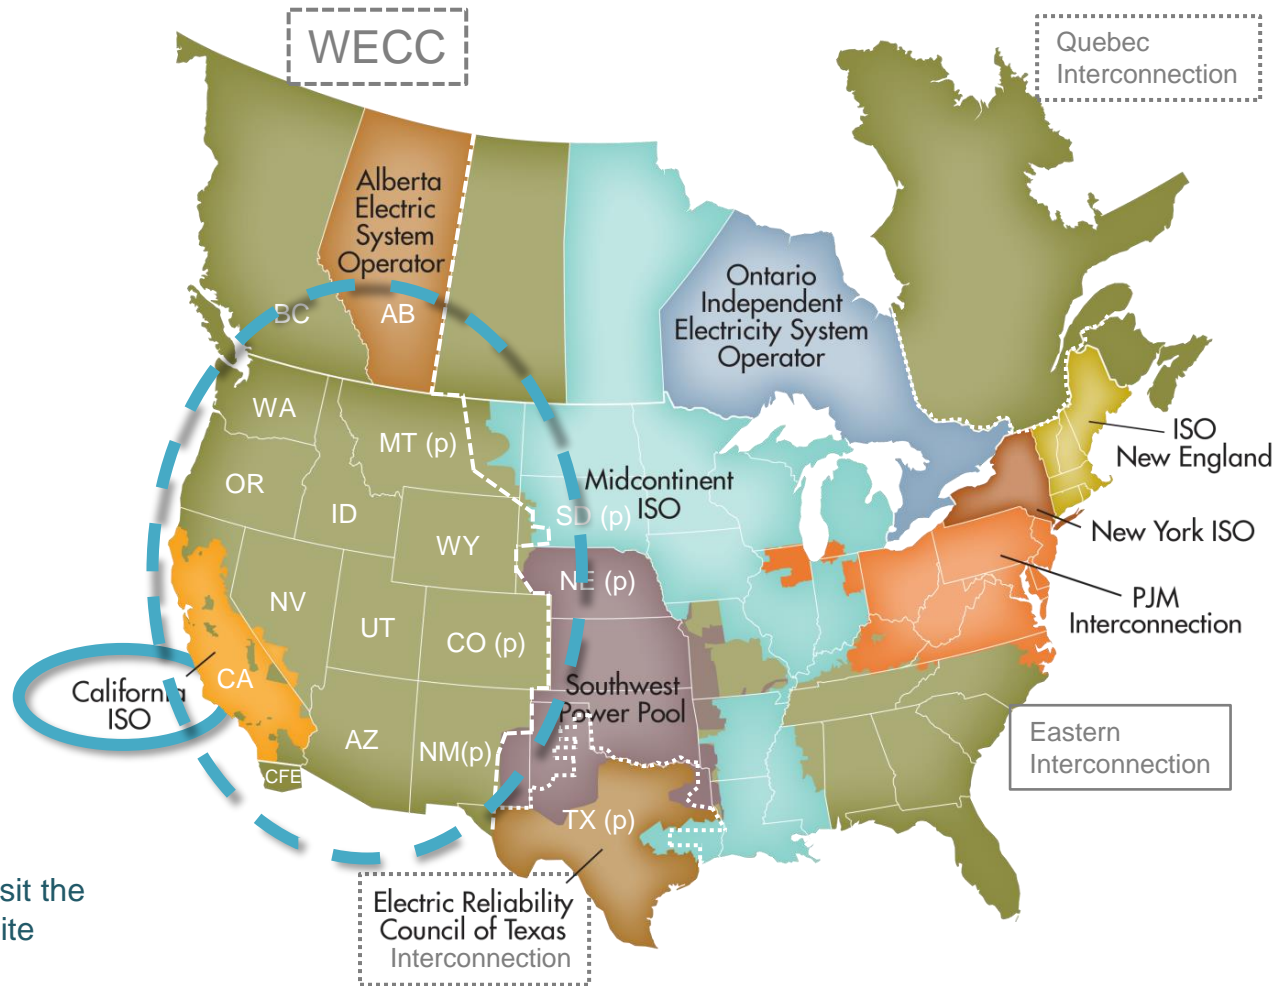 WECC
Quebec
Interconnection
Alberta
Electric
System
Operator
BC
AB
Ontario
Independent
Electricity System
Operator
WA
MT (p)
OR
ID
WY
SD (p)
Midcontinent
ISO
ISO
New England
New York ISO
PJM
Interconnection
NV
UT
CO (p)
NE (p)
CA
California
ISO
AZ
NM(p)
Southwest
Power Pool
CFE
TX (p)
Eastern
Interconnection
Electric Reliability
Council of Texas
Interconnection
sit the
ite